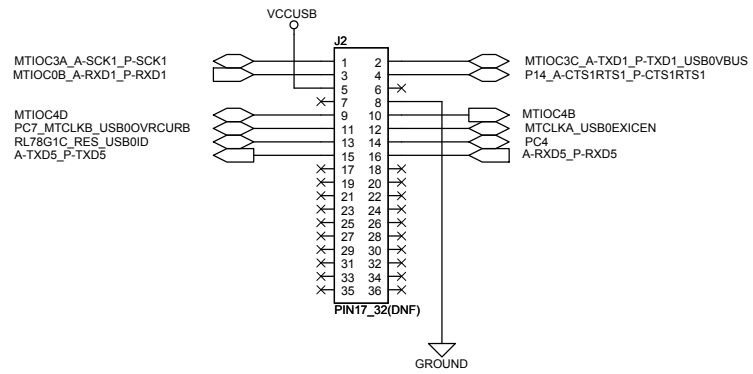 VCCUSB
J2
MTIOC3A_A-SCK1_P-SCK1 1 2 MTIOC3C_A-TXD1_P-TXD1_USB0VBUS
MTIOC0B_A-RXD1_P-RXD1 3 4 P14_A-CTS1RTS1_P-CTS1RTS1
5 6
7 8
MTIOC4D 9 10 MTIOC4B
PC7_MTCLKB_USB0OVRCURB 11 12 MTCLKA_USB0EXICEN
RL78G1C_RES_USB0ID 13 14 PC4
A-TXD5_P-TXD5 15 16 A-RXD5_P-RXD5
17 18
19 20
21 22
23 24
25 26
27 28
29 30
31 32
33 34
35 36
PIN17_32(DNF)
GROUND